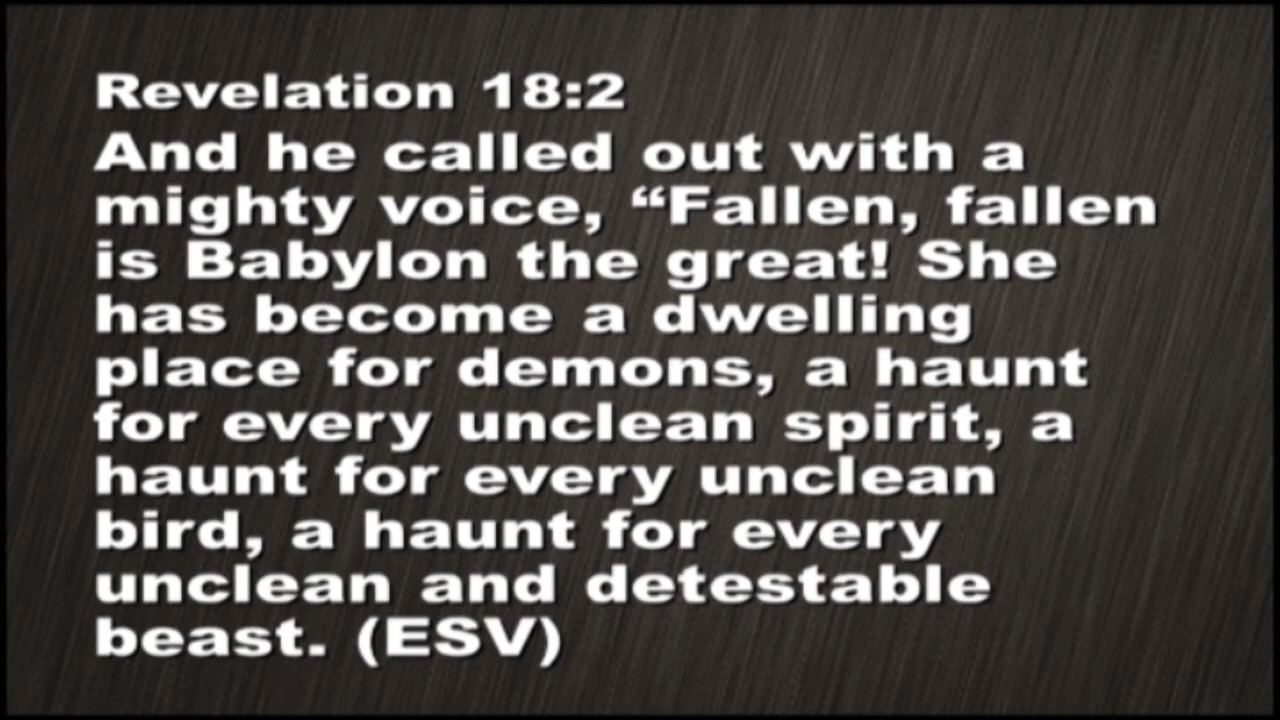 Revelation 18:2
And he called out with a
mighty voice, “Fallen, fallen
is Babylon the great! She
has become a dwelling
place for demons, a haunt
for every unclean spirit, a
haunt for every unclean
bird, a haunt for every
unclean and detestable
beast. (ESV)